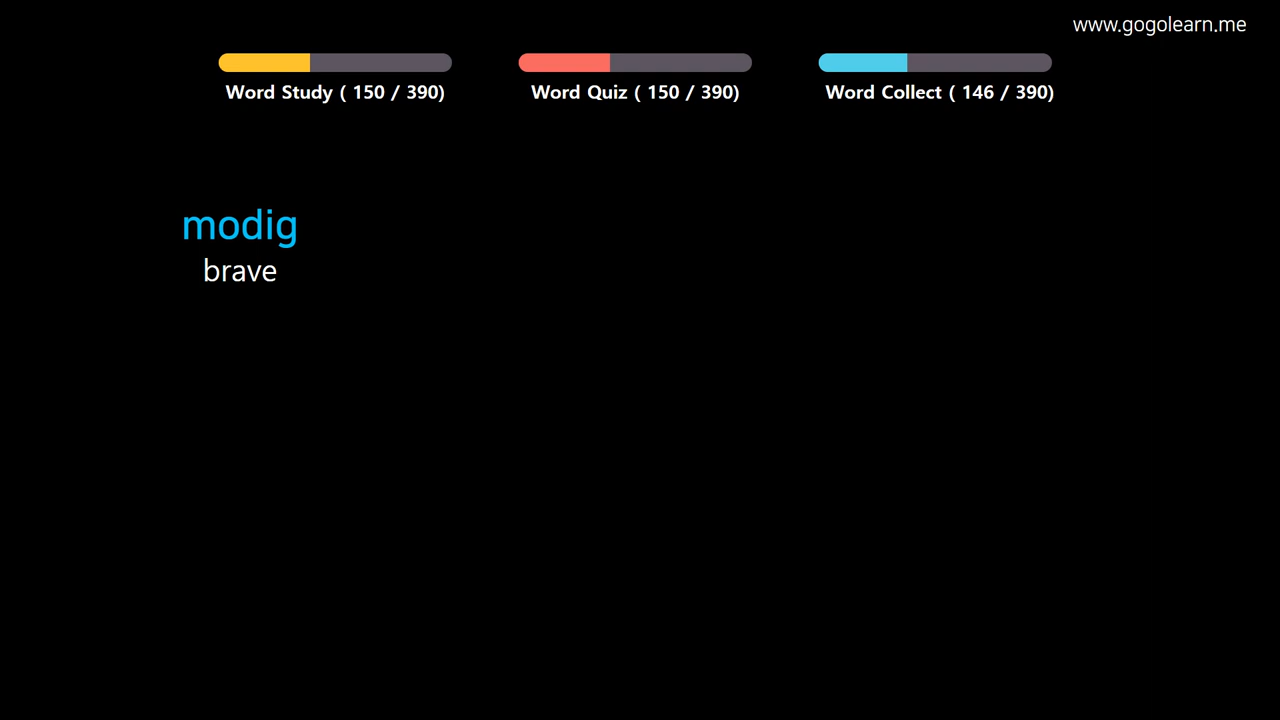 www.gogolearn.me
Word Study ( 150 / 390)
Word Quiz ( 150 / 390)
Word Collect ( 146 / 390)
modig
brave